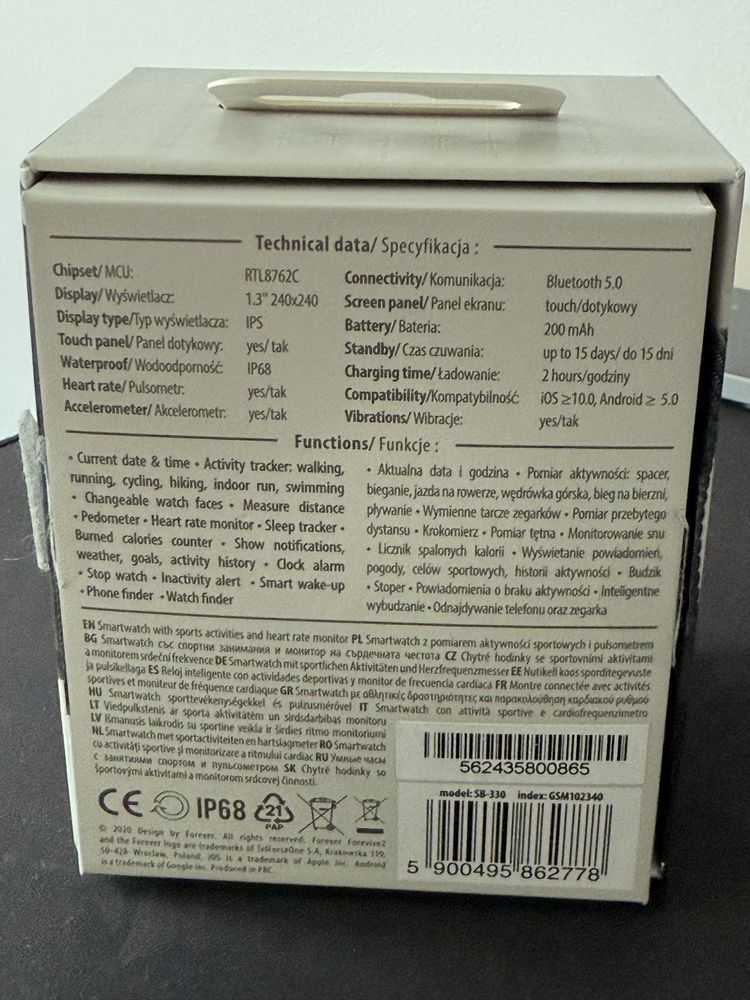 Technical data/ Specyfikacja :
Chipset/ MCU: RTL8762C
Display/ Wyświetlacz: 1.3" 240x240
Display type/Typ wyświetlacza: IPS
Touch panel/ Panel dotykowy: yes/ tak
Waterproof/ Wodoodporność: IP68
Heart rate/ Pulsometr: yes/tak
Accelerometer/ Akcelerometr: yes/tak
Connectivity/ Komunikacja: Bluetooth 5.0
Screen panel/ Panel ekranu: touch/dotykowy
Battery/ Bateria: 200 mAh
Standby/ Czas czuwania: up to 15 days/ do 15 dni
Charging time/ Ładowanie: 2 hours/godziny
Compatibility/Kompatybilność: iOS ≥10.0, Android ≥ 5.0
Vibrations/ Wibracje: yes/tak
Functions/ Funkcje :
• Current date & time • Activity tracker: walking,
running, cycling, hiking, indoor run, swimming
• Changeable watch faces • Measure distance
• Pedometer • Heart rate monitor • Sleep tracker •
Burned calories counter • Show notifications,
weather, goals, activity history • Clock alarm
• Stop watch • Inactivity alert • Smart wake-up
• Phone finder • Watch finder
• Aktualna data i godzina • Pomiar aktywności: spacer,
bieganie, jazda na rowerze, wędrówka górska, bieg na bierzni,
pływanie • Wymienne tarcze zegarków • Pomiar przebytego
dystansu • Krokomierz • Pomiar tętna • Monitorowanie snu
• Licznik spalonych kalorii • Wyświetanie powiadomień,
pogody, celów sportowych, historii aktywności • Budzik
• Stoper • Powiadomienia o braku aktywności • Inteligentne
wybudzanie • Odnajdywanie telefonu oraz zegarka
EN Smartwatch with sports activities and heart rate monitor PL Smartwatch z pomiarem aktywności sportowych i pulsometrem
BG Smartwatch със спортни занимания и монитор на сърдечната честота CZ Chytré hodinky se sportovními aktivitami
a monitorem srdeční frekvence DE Smartwatch mit sportlichen Aktivitäten und Herzfrequenzmesser EE Nutikell koos sporditegevuste
ja pulsikellaga ES Reloj inteligente con actividades deportivas y monitor de frecuencia cardíaca FR Montre connectée avec activités
sportives et moniteur de fréquence cardiaque GR Smartwatch με αθλητικές δραστηριότητες και παρακολούθηση καρδιακού ρυθμού
HU Smartwatch sporttevékenységekkel és pulzusmérővel IT Smartwatch con attività sportive e cardiofrequenzimetro
LT Viedpulkstenis ar sporta aktivitātēm un sirdsdarbības monitoru
LV Išmanusis laikrodis su sportine veikla ir širdies ritmo monitoriumi
NL Smartwatch met sportactiviteiten en hartslagmeter RO Smartwatch
cu activități sportive și monitorizare a ritmului cardiac RU Умные часы
с занятиями спортом и пульсометром SK Chytré hodinky so
športovými aktivitami a monitorom srdcovej činnosti.
562435800865
model: SB-330 index: GSM102340
5 900495 862778
CE IP68 21 PAP
© 2020 Design by Forever. All rights reserved. Forever Forevive2
and the Forever logo are trademarks of TelForceOne S.A, Krakowska 119,
50-428 Wroclaw, Poland. iOS is a trademark of Apple Inc. Android
is a trademark of Google Inc. Produced in PRC